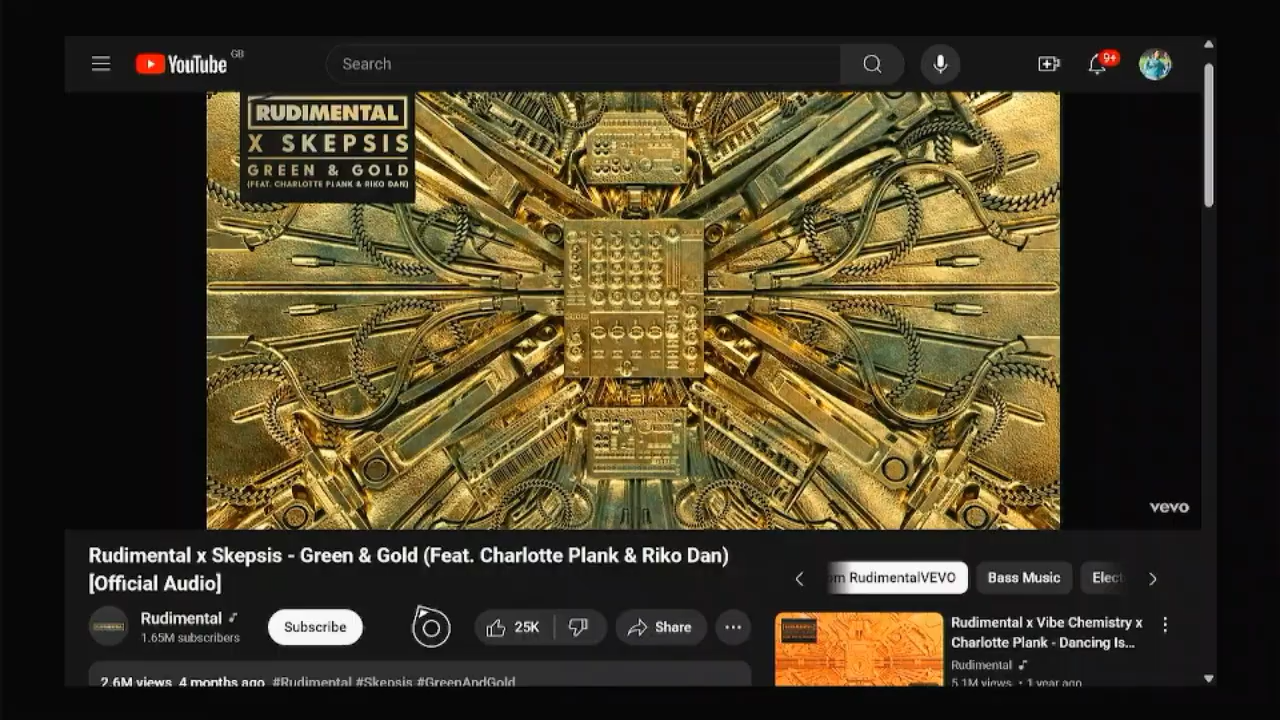 YouTube GB
Search
9+
RUDIMENTAL
X SKEPSIS
GREEN & GOLD
(FEAT. CHARLOTTE PLANK & RIKO DAN)
vevo
Rudimental x Skepsis - Green & Gold (Feat. Charlotte Plank & Riko Dan)
[Official Audio]
Rudimental
1.65M subscribers
Subscribe
25K
Share
2.6M views 4 months ago #Rudimental #Skepsis #GreenAndGold
om RudimentalVEVO
Bass Music
Elect
Rudimental x Vibe Chemistry x
Charlotte Plank - Dancing Is...
Rudimental
5.1M views • 1 year ago